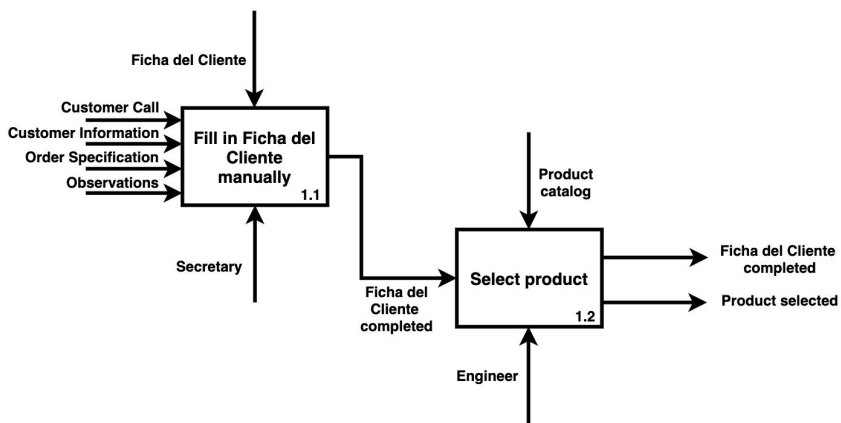 Ficha del Cliente
Customer Call
Customer Information
Order Specification
Observations
Fill in Ficha del
Cliente
manually
1.1
Secretary
Ficha del
Cliente
completed
Product
catalog
Select product
1.2
Engineer
Ficha del Cliente
completed
Product selected